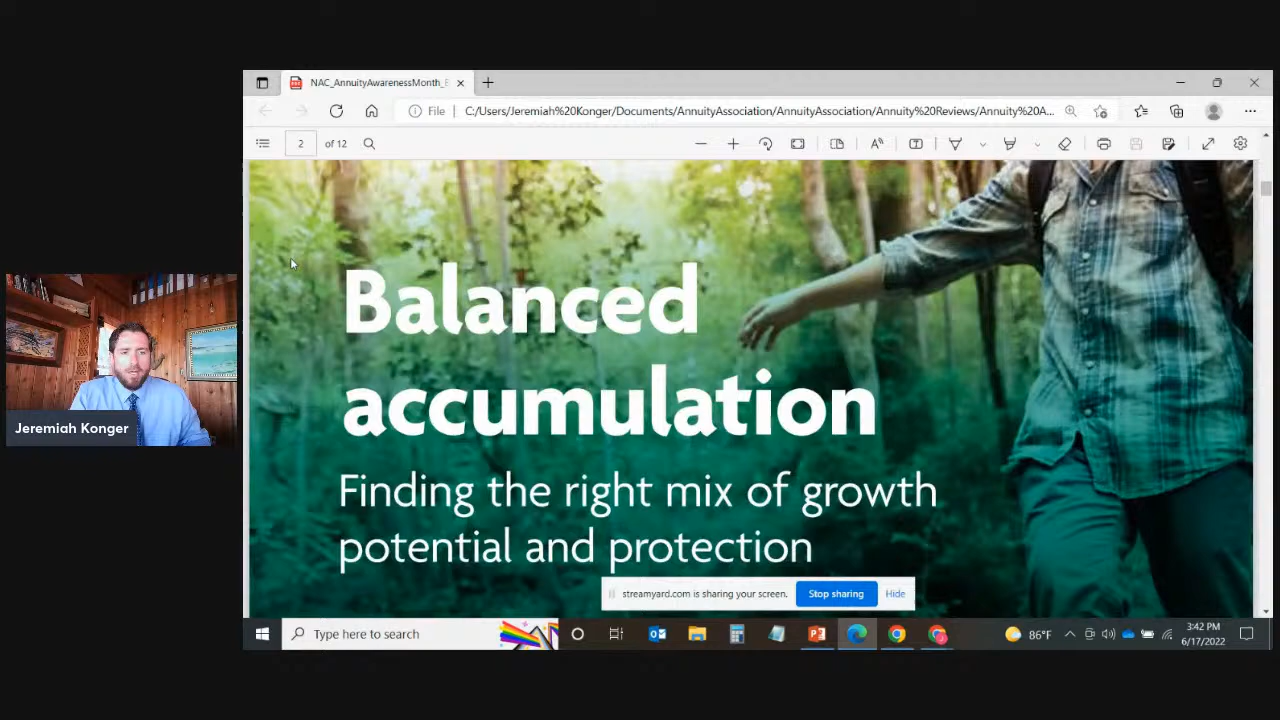 NAC_AnnuityAwarenessMonth_E
File
C:/Users/Jeremiah%20Konger/Documents/AnnuityAssociation/AnnuityAssociation/Annuity%20Reviews/Annuity%20A...
2 of 12
Balanced
accumulation
Finding the right mix of growth
potential and protection
Jeremiah Konger
streamyard.com is sharing your screen.
Stop sharing
Hide
Type here to search
86°F
3:42 PM
6/17/2022